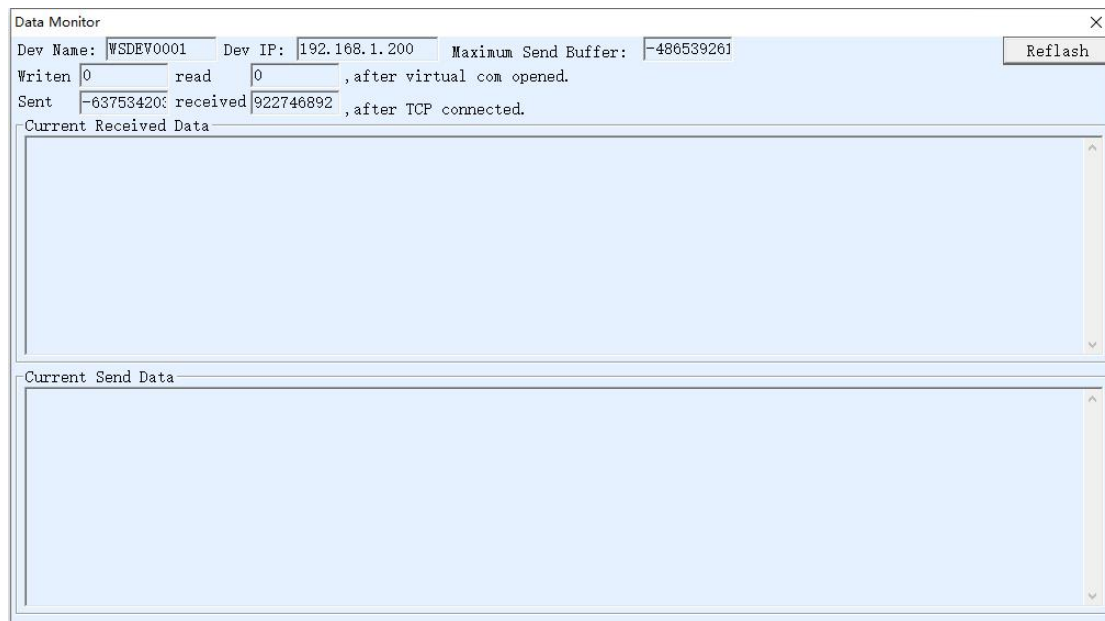 Data Monitor
Dev Name: WSDEV0001 Dev IP: 192.168.1.200 Maximum Send Buffer: -486539261
Writen 0 read 0 ,after virtual com opened.
Reflash
Sent -637534203 received 922746892 ,after TCP connected.
Current Received Data
Current Send Data